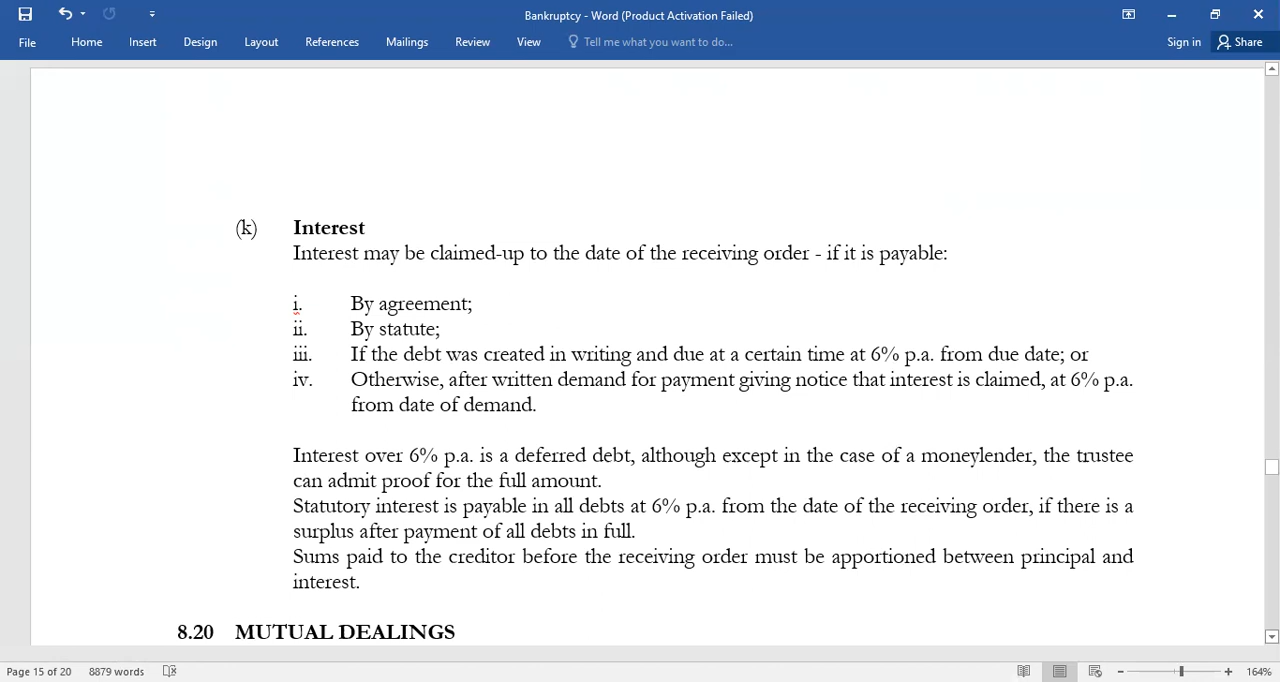 Bankruptcy - Word (Product Activation Failed)
File Home Insert Design Layout References Mailings Review View Tell me what you want to do... Sign in Share
(k) Interest
Interest may be claimed-up to the date of the receiving order - if it is payable:
i. By agreement;
ii. By statute;
iii. If the debt was created in writing and due at a certain time at 6% p.a. from due date; or
iv. Otherwise, after written demand for payment giving notice that interest is claimed, at 6% p.a.
from date of demand.
Interest over 6% p.a. is a deferred debt, although except in the case of a moneylender, the trustee
can admit proof for the full amount.
Statutory interest is payable in all debts at 6% p.a. from the date of the receiving order, if there is a
surplus after payment of all debts in full.
Sums paid to the creditor before the receiving order must be apportioned between principal and
interest.
8.20 MUTUAL DEALINGS
Page 15 of 20 8879 words 164%